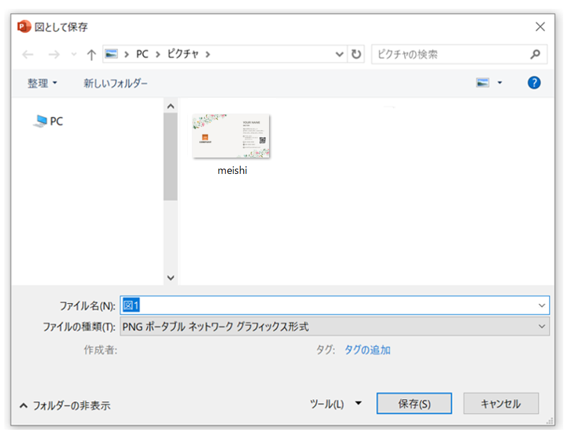 図として保存
PC › ピクチャ ›
ピクチャの検索
整理
新しいフォルダー
PC
meishi
ファイル名(N):
図1
ファイルの種類(T):
PNG ポータブル ネットワーク グラフィックス形式
作成者:
タグ:
タグの追加
フォルダーの非表示
ツール(L)
保存(S)
キャンセル